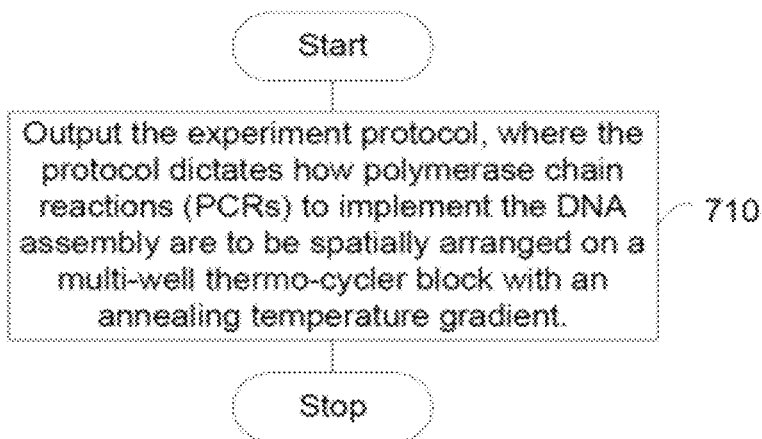 Start
Output the experiment protocol, where the
protocol dictates how polymerase chain
reactions (PCRs) to implement the DNA
assembly are to be spatially arranged on a
multi-well thermo-cycler block with an
annealing temperature gradient.
710
Stop